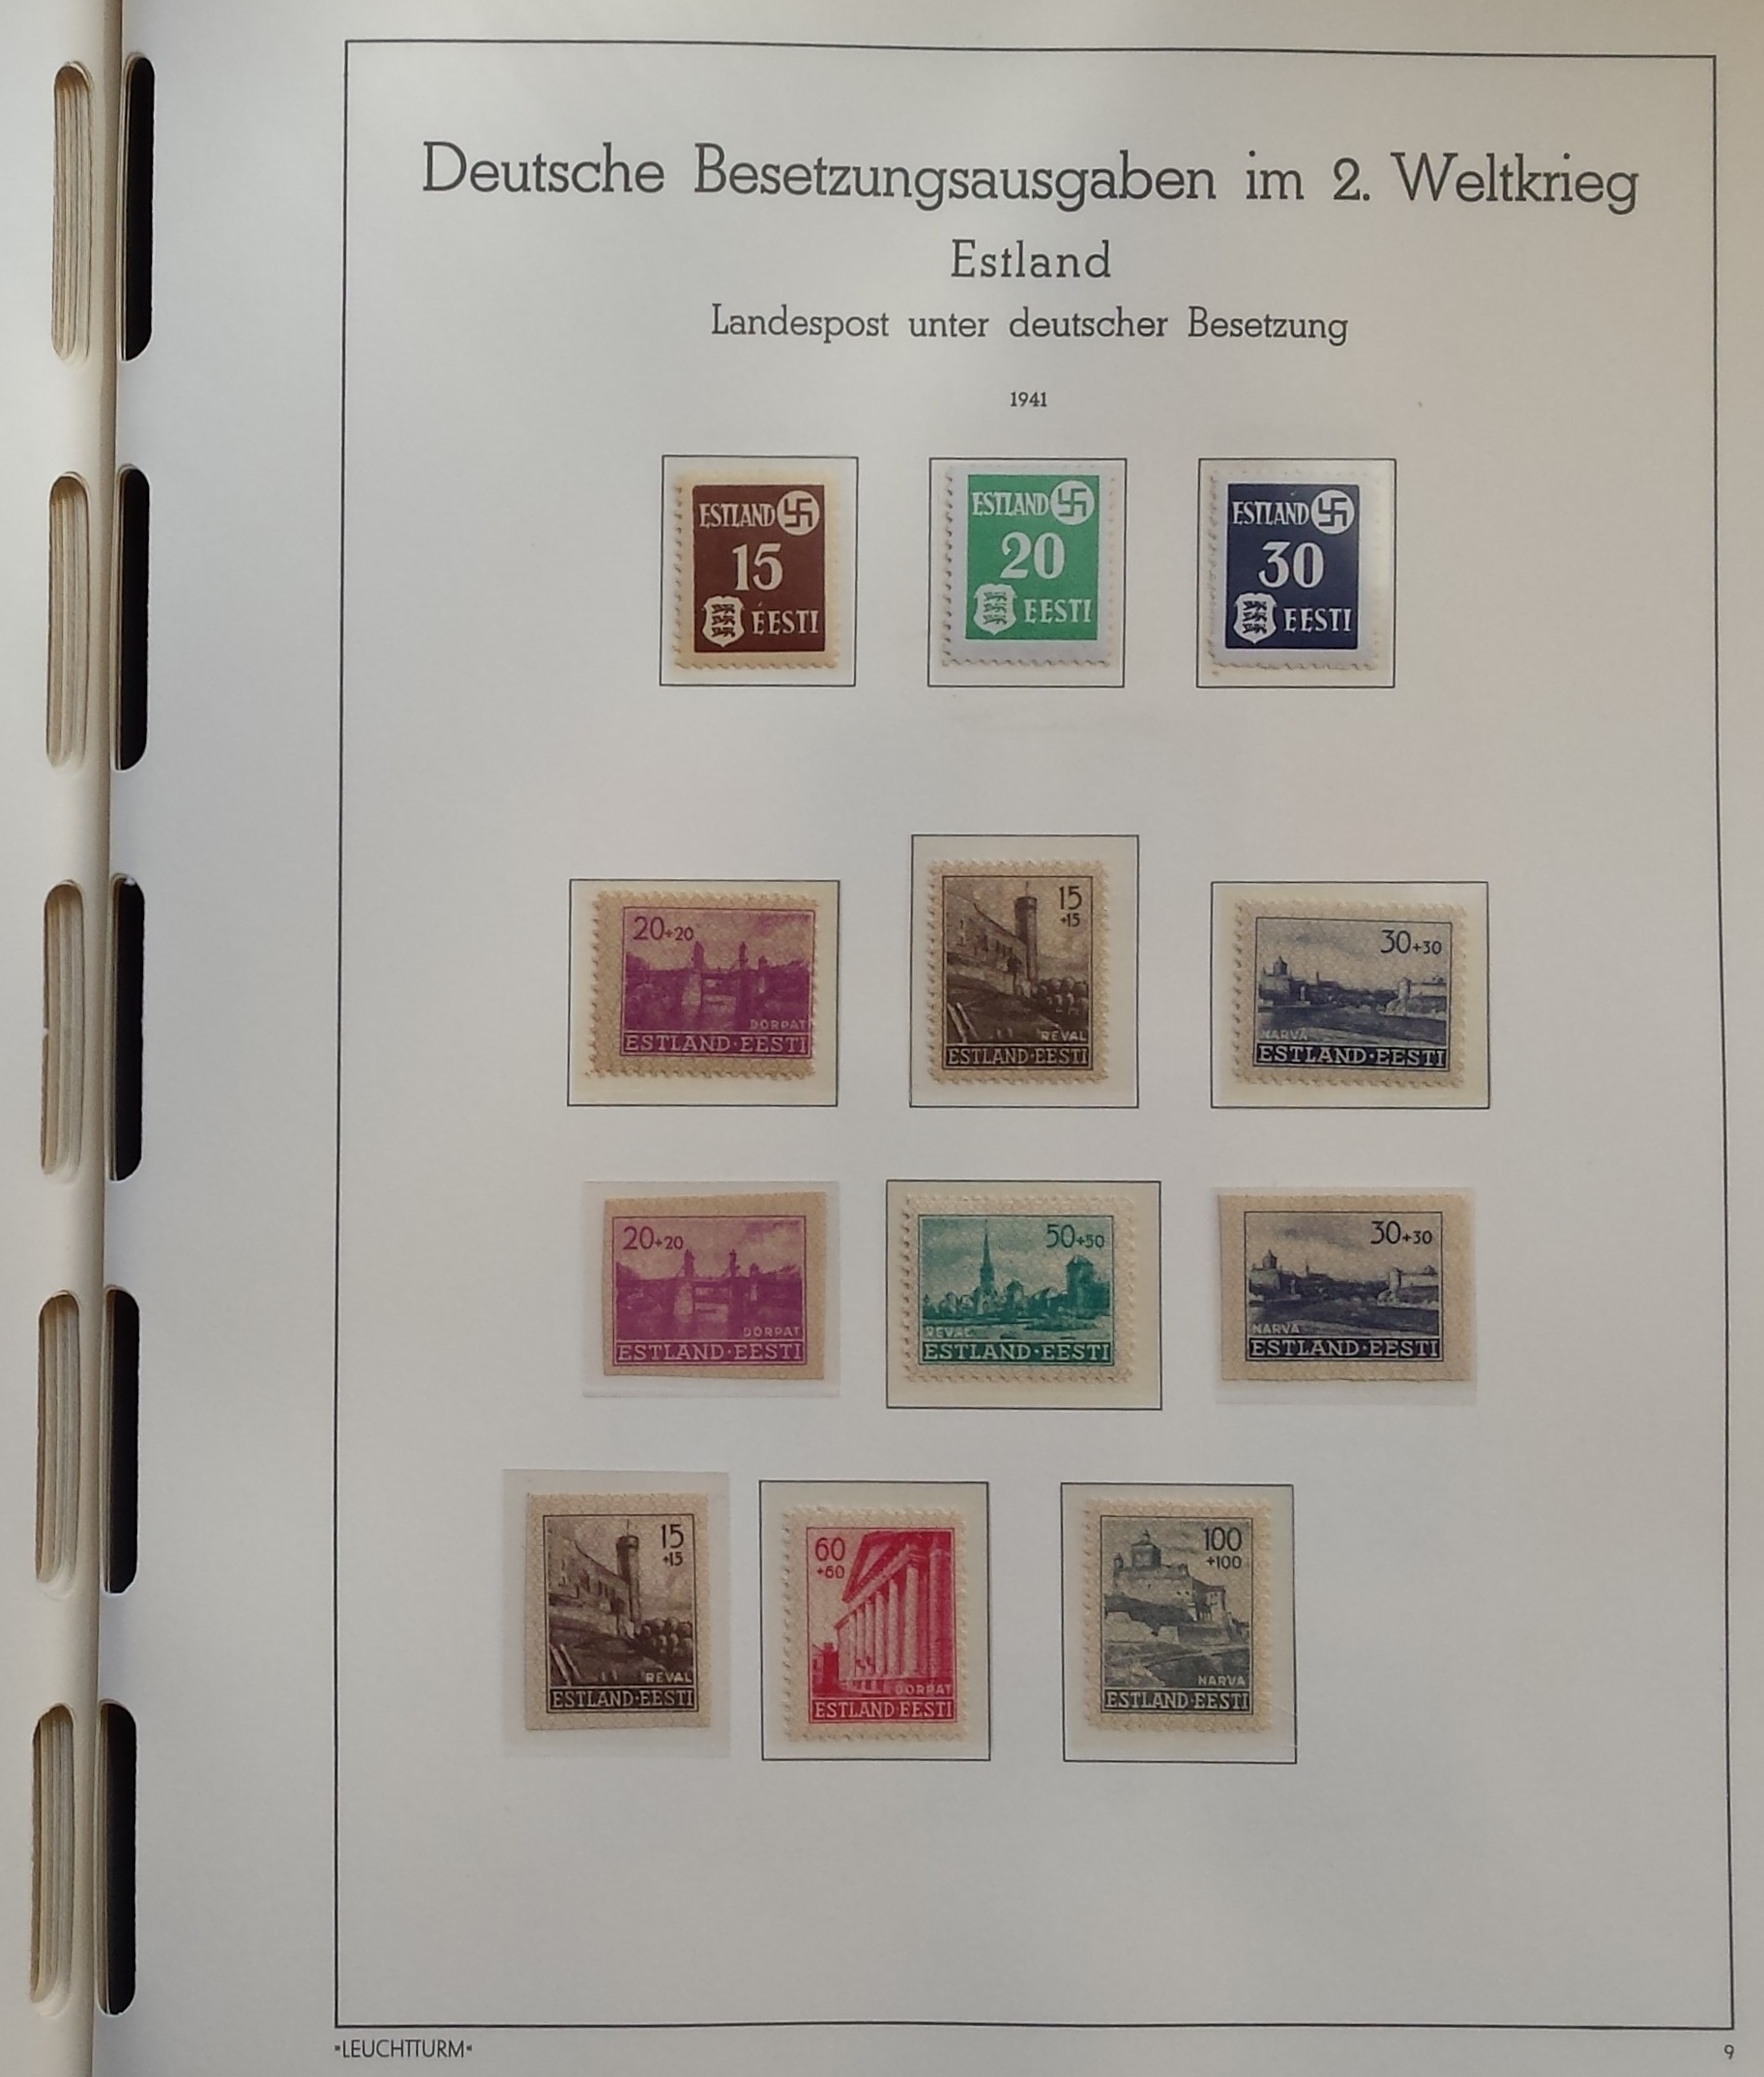 Deutsche Besetzungsausgaben im 2. Weltkrieg
Estland
Landespost unter deutscher Besetzung
1941
ESTLAND
15
EESTI
ESTLAND
20
EESTI
ESTLAND
30
EESTI
20+20
DORPAT
ESTLAND·EESTI
15
+15
REVAL
ESTLAND·EESTI
30+30
NARVA
ESTLAND·EESTI
20+20
DORPAT
ESTLAND·EESTI
50+50
REVAL
ESTLAND·EESTI
30+30
NARVA
ESTLAND·EESTI
15
+15
REVAL
ESTLAND·EESTI
60
+60
DORPAT
ESTLAND·EESTI
100
+100
NARVA
ESTLAND·EESTI
»LEUCHTTURM«
9